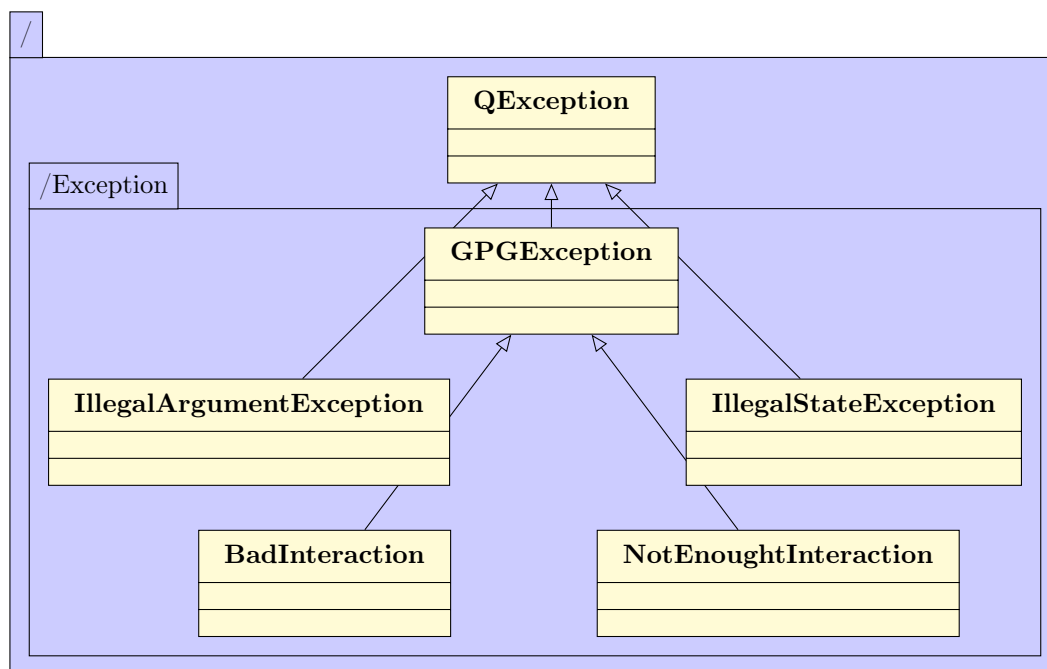 /
QException
/Exception
GPGException
IllegalArgumentException
IllegalStateException
BadInteraction
NotEnoughtInteraction